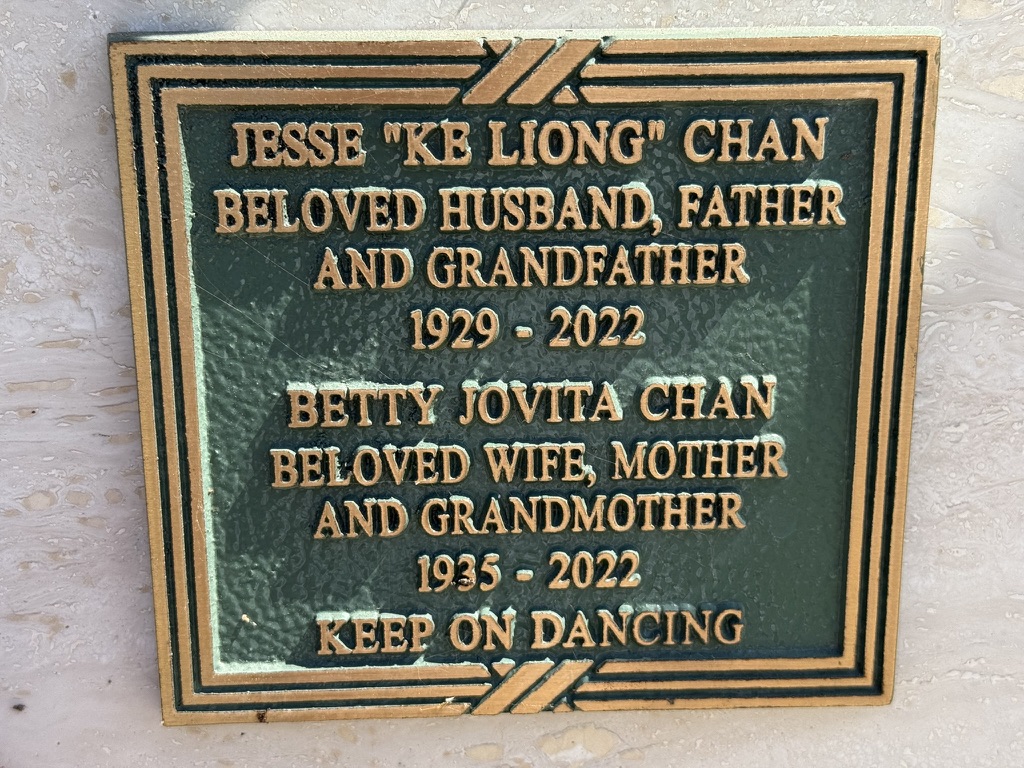 JESSE "KE LIONG" CHAN
BELOVED HUSBAND, FATHER
AND GRANDFATHER
1929 - 2022
BETTY JOVITA CHAN
BELOVED WIFE, MOTHER
AND GRANDMOTHER
1935 - 2022
KEEP ON DANCING